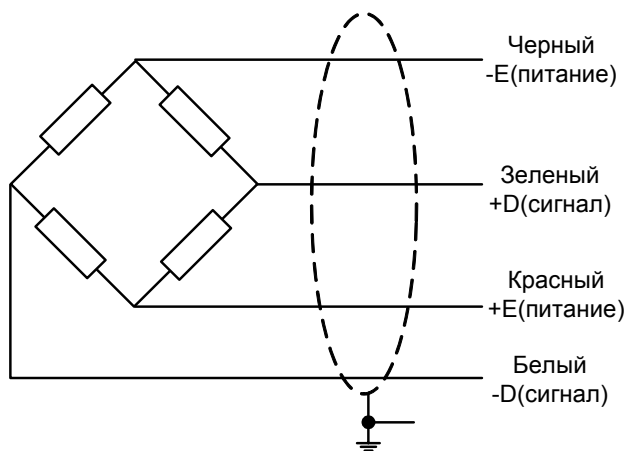 Черный
-E(питание)
Зеленый
+D(сигнал)
Красный
+E(питание)
Белый
-D(сигнал)